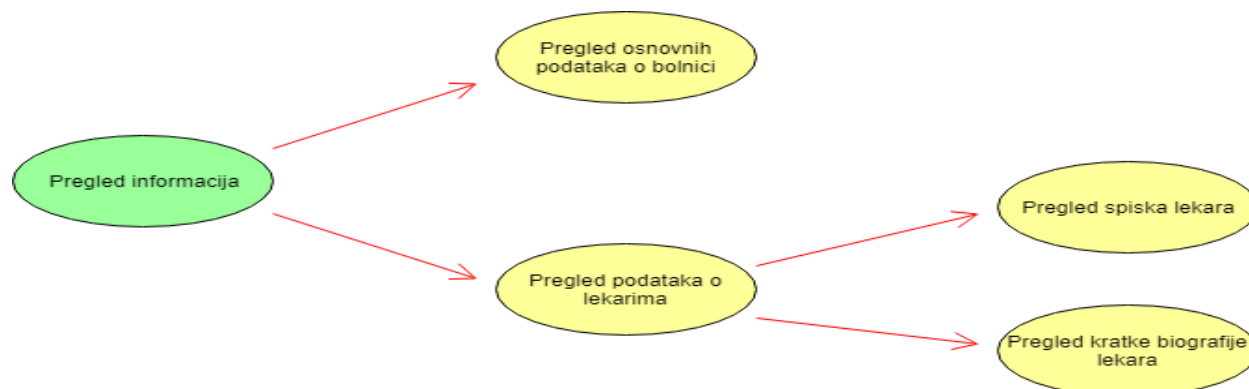 Pregled osnovnih
podataka o bolnici
Pregled informacija
Pregled spiska lekara
Pregled podataka o
lekarima
Pregled kratke biografije
lekara